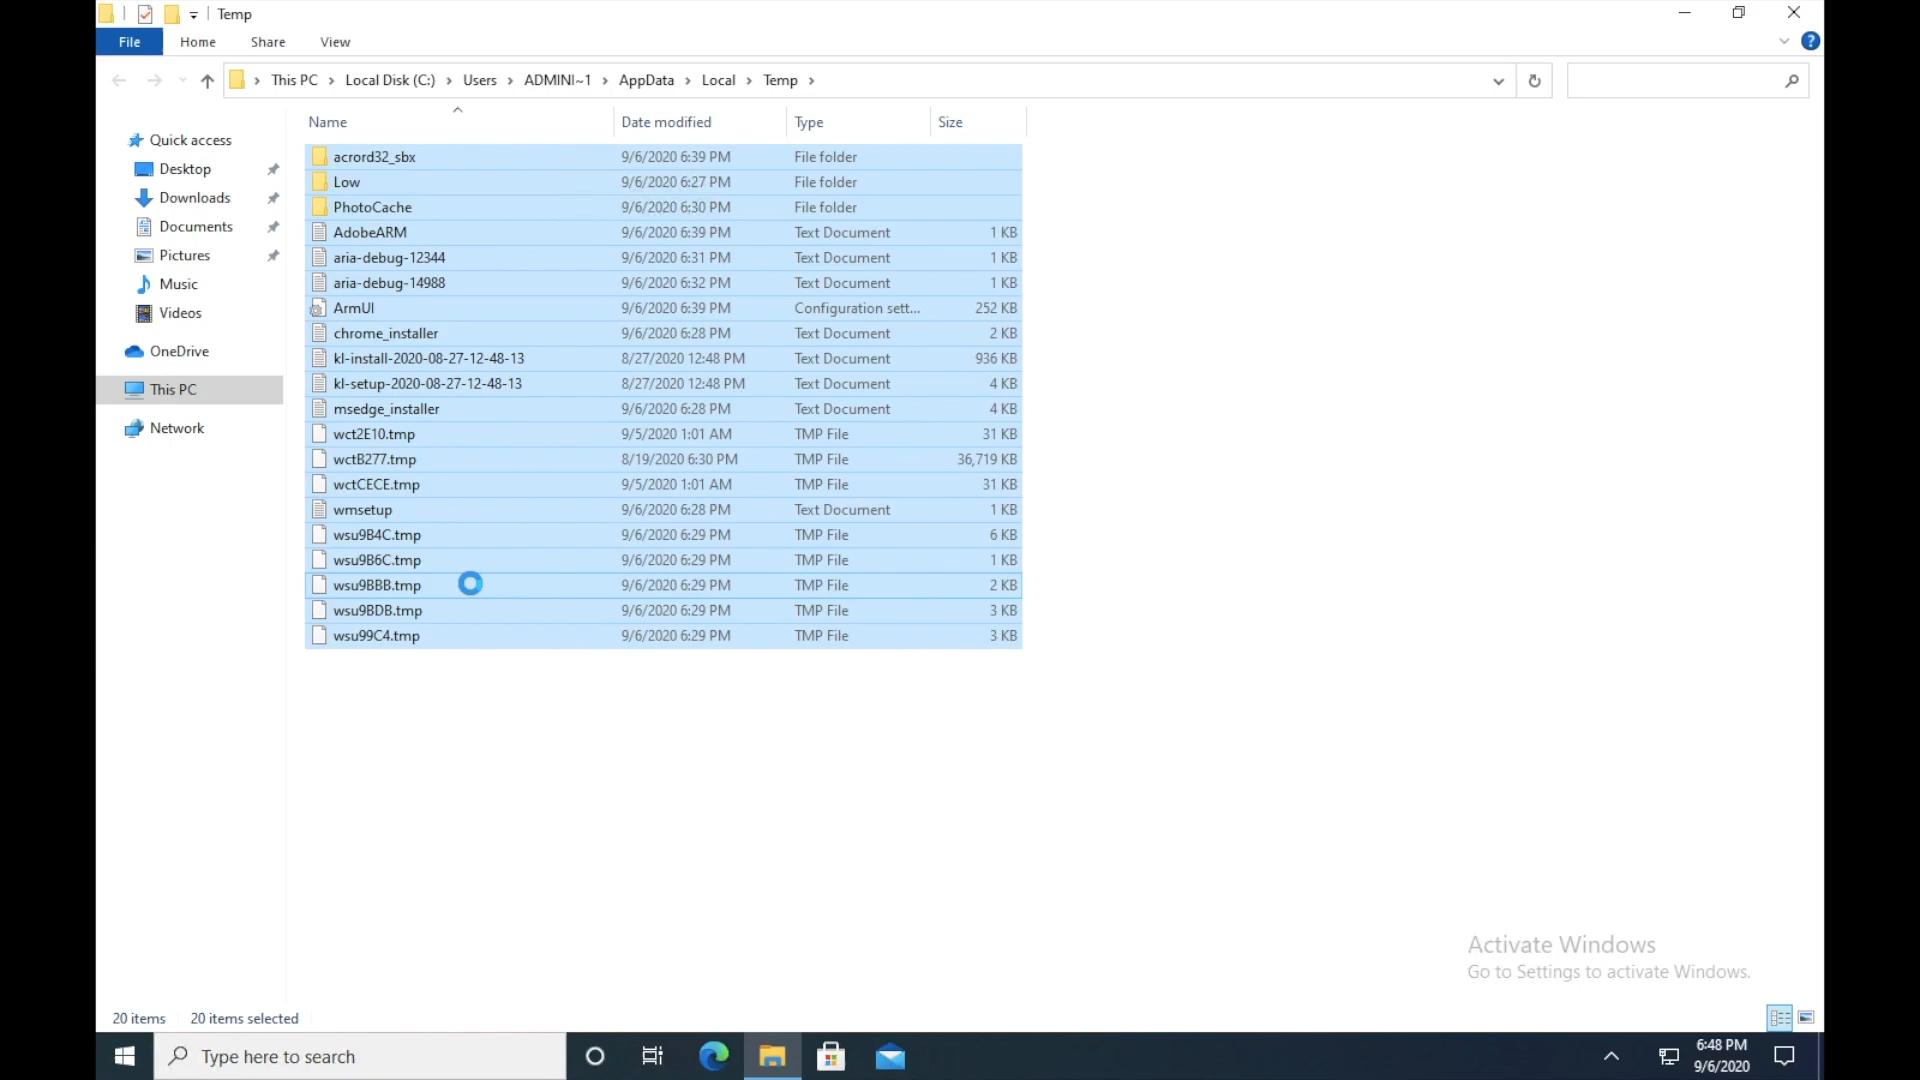 Temp
File Home Share View
This PC Local Disk (C:) Users ADMINI~1 AppData Local Temp
Name Date modified Type Size
Quick access
Desktop
Downloads
Documents
Pictures
Music
Videos
OneDrive
This PC
Network
acrord32_sbx 9/6/2020 6:39 PM File folder
Low 9/6/2020 6:27 PM File folder
PhotoCache 9/6/2020 6:30 PM File folder
AdobeARM 9/6/2020 6:39 PM Text Document 1 KB
aria-debug-12344 9/6/2020 6:31 PM Text Document 1 KB
aria-debug-14988 9/6/2020 6:32 PM Text Document 1 KB
ArmUI 9/6/2020 6:39 PM Configuration sett... 252 KB
chrome_installer 9/6/2020 6:28 PM Text Document 2 KB
kl-install-2020-08-27-12-48-13 8/27/2020 12:48 PM Text Document 936 KB
kl-setup-2020-08-27-12-48-13 8/27/2020 12:48 PM Text Document 4 KB
msedge_installer 9/6/2020 6:28 PM Text Document 4 KB
wct2E10.tmp 9/5/2020 1:01 AM TMP File 31 KB
wctB277.tmp 8/19/2020 6:30 PM TMP File 36,719 KB
wctCECE.tmp 9/5/2020 1:01 AM TMP File 31 KB
wmsetup 9/6/2020 6:28 PM Text Document 1 KB
wsu9B4C.tmp 9/6/2020 6:29 PM TMP File 6 KB
wsu9B6C.tmp 9/6/2020 6:29 PM TMP File 1 KB
wsu9BBB.tmp 9/6/2020 6:29 PM TMP File 2 KB
wsu9BDB.tmp 9/6/2020 6:29 PM TMP File 3 KB
wsu99C4.tmp 9/6/2020 6:29 PM TMP File 3 KB
Activate Windows
Go to Settings to activate Windows.
20 items 20 items selected
Type here to search
6:48 PM
9/6/2020